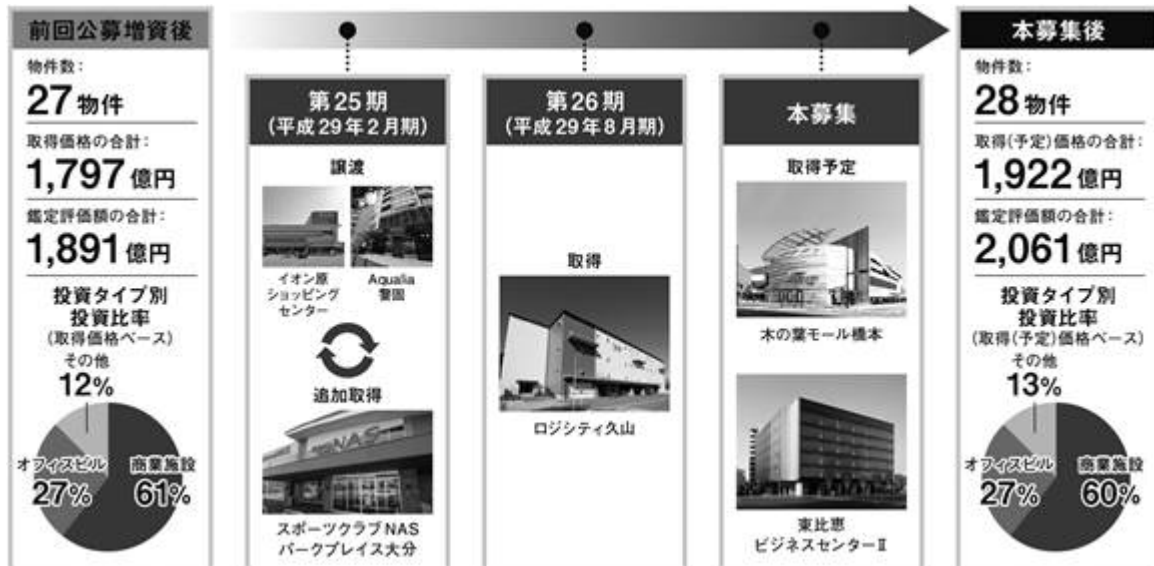 前回公募増資後
物件数:
27物件
取得価格の合計:
1,797億円
鑑定評価額の合計:
1,891億円
投資タイプ別
投資比率
(取得価格ベース)
その他
12%
オフィスビル
27%
商業施設
61%
第25期
(平成29年2月期)
譲渡
イオン原
ショッピング
センター
Aqualia
警固
追加取得
NAS
スポーツクラブNAS
パークプレイス大分
第26期
(平成29年8月期)
取得
ロジシティ久山
本募集
取得予定
木の葉モール橋本
東比恵
ビジネスセンターⅡ
本募集後
物件数:
28物件
取得(予定)価格の合計:
1,922億円
鑑定評価額の合計:
2,061億円
投資タイプ別
投資比率
(取得(予定)価格ベース)
その他
13%
オフィスビル
27%
商業施設
60%